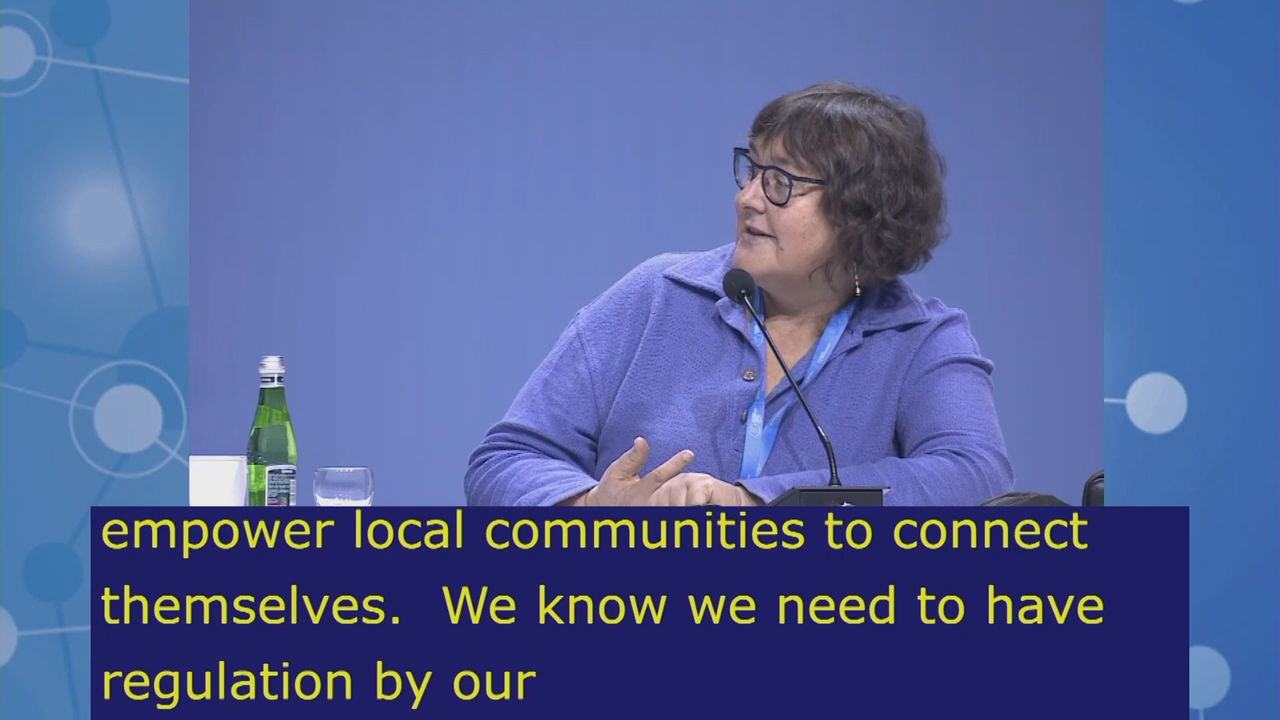 empower local communities to connect
themselves.  We know we need to have
regulation by our